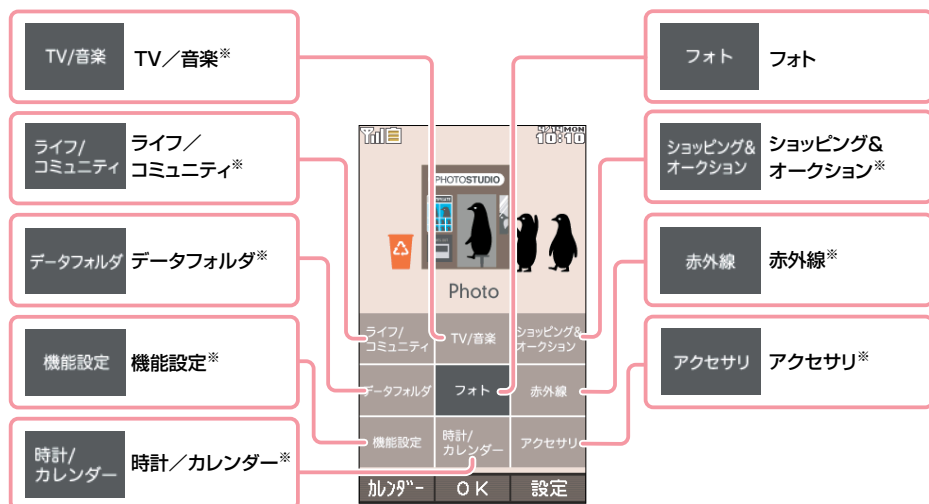 TV/音楽
TV／音楽※
ライフ/
コミュニティ
ライフ／
コミュニティ※
データフォルダ
データフォルダ※
機能設定
機能設定※
時計/
カレンダー
時計／カレンダー※
4/14MON
10:10
PHOTOSTUDIO
Photo
ライフ/
コミュニティ
TV/音楽
ショッピング&
オークション
データフォルダ
フォト
赤外線
機能設定
時計/
カレンダー
アクセサリ
ｶﾚﾝﾀﾞｰ
OK
設定
フォト
フォト
ショッピング&
オークション
ショッピング&
オークション※
赤外線
赤外線※
アクセサリ
アクセサリ※